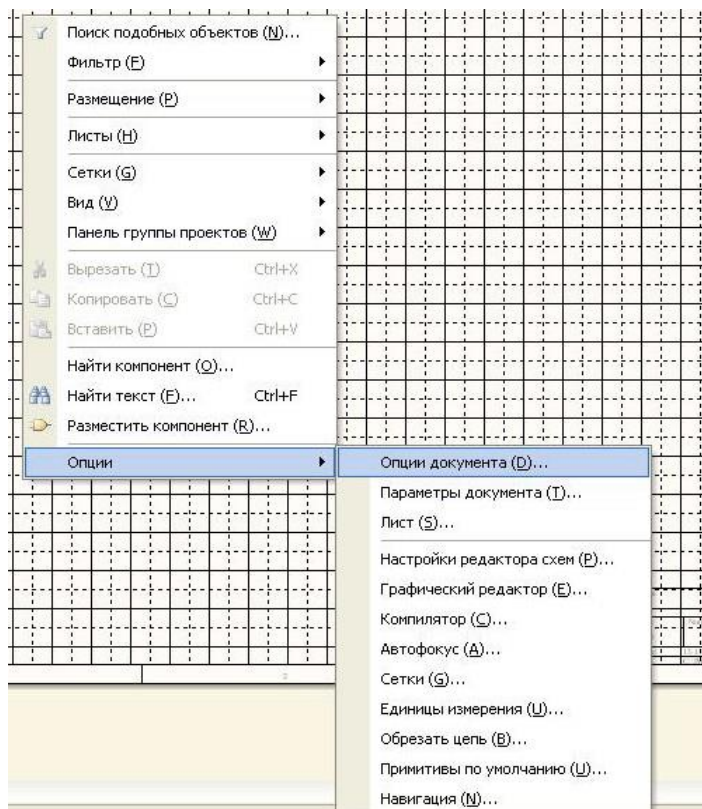 Поиск подобных объектов (N)...
Фильтр (F)
Размещение (P)
Листы (H)
Сетки (G)
Вид (V)
Панель группы проектов (W)
Вырезать (T) Ctrl+X
Копировать (C) Ctrl+C
Вставить (P) Ctrl+V
Найти компонент (O)...
Найти текст (F)... Ctrl+F
Разместить компонент (R)...
Опции
Опции документа (D)...
Параметры документа (T)...
Лист (S)...
Настройки редактора схем (P)...
Графический редактор (E)...
Компилятор (C)...
Автофокус (A)...
Сетки (G)...
Единицы измерения (U)...
Обрезать цепь (B)...
Примитивы по умолчанию (U)...
Навигация (N)...